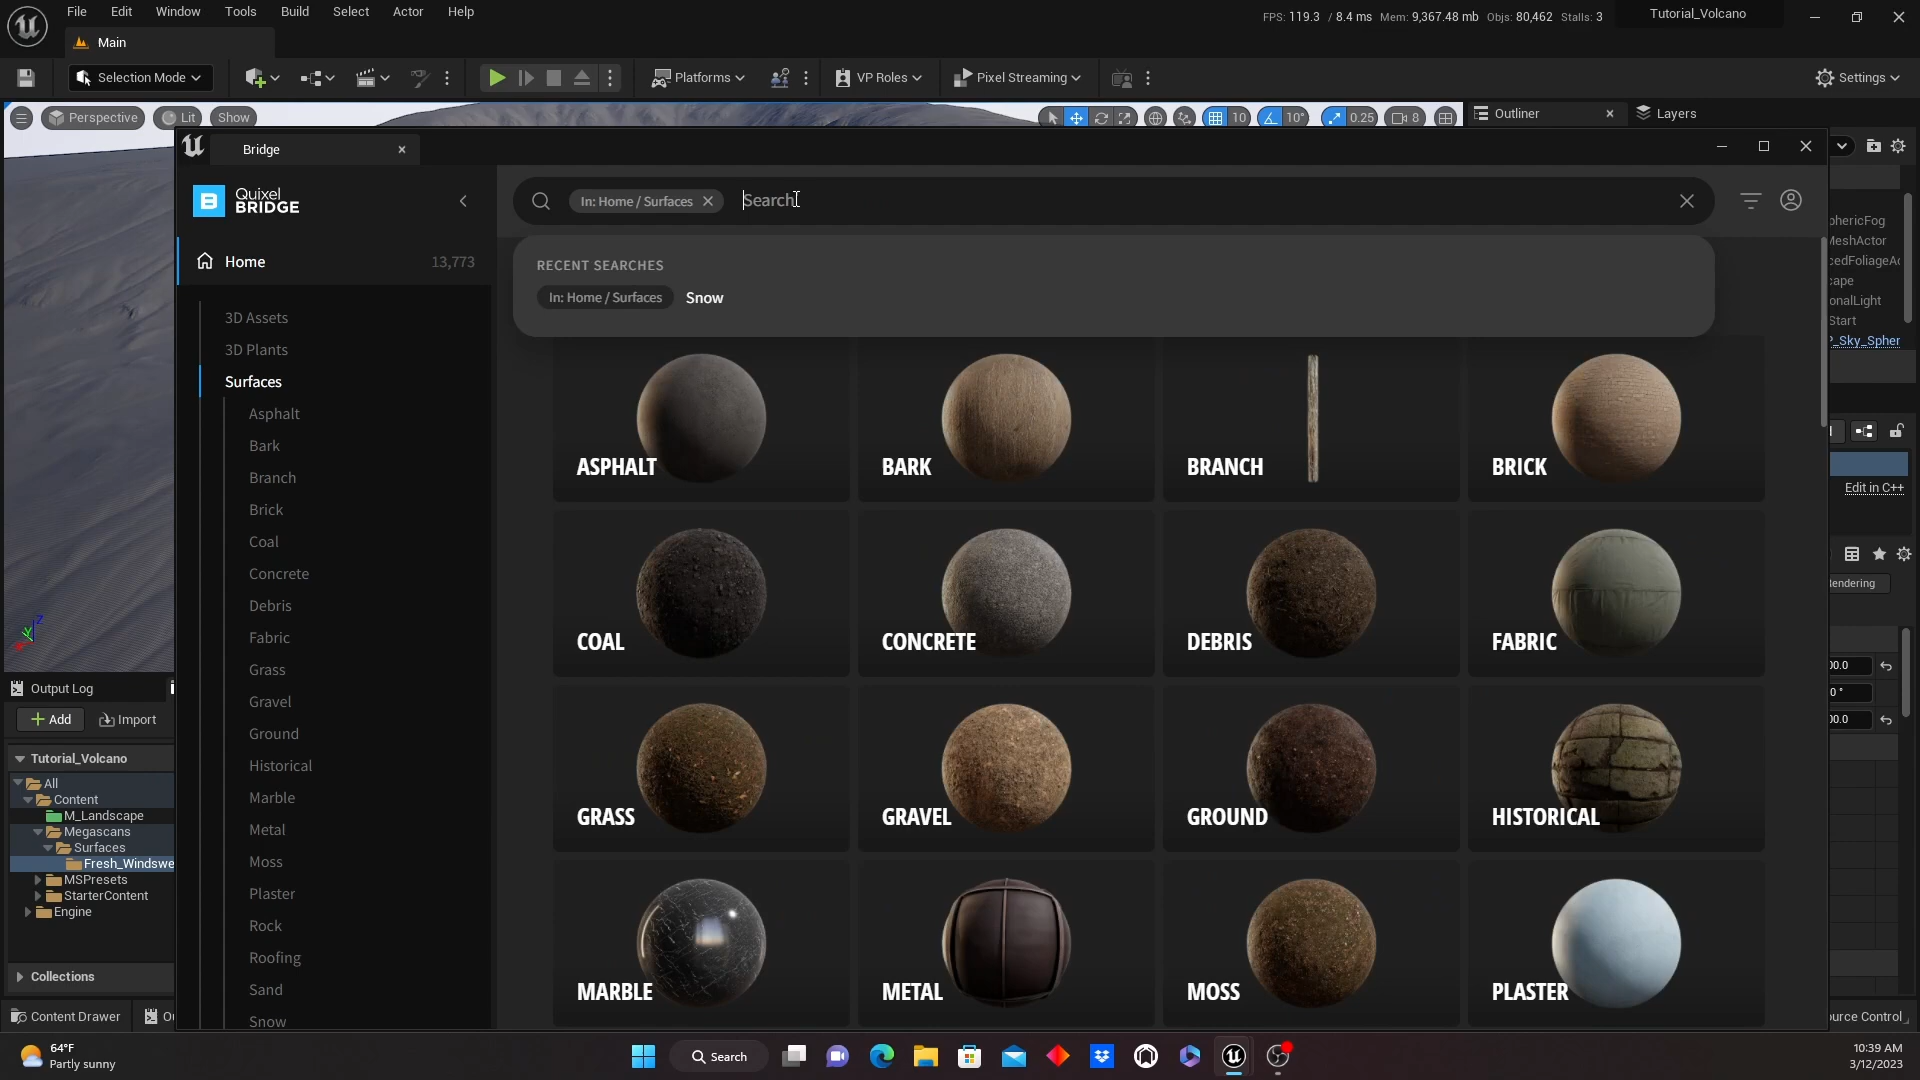 File Edit Window Tools Build Select Actor Help
FPS: 119.3 / 8.4 ms Mem: 9,367.48 mb Objs: 80,462 Stalls: 3
Tutorial_Volcano
Main
Selection Mode
Platforms
VP Roles
Pixel Streaming
Settings
Perspective Lit Show
10 10° 0.25 8
Outliner
Layers
Bridge
Quixel
BRIDGE
In: Home / Surfaces
Search
Home 13,773
RECENT SEARCHES
In: Home / Surfaces Snow
3D Assets
3D Plants
Surfaces
Asphalt
Bark
Branch
Brick
Coal
Concrete
Debris
Fabric
Grass
Gravel
Ground
Historical
Marble
Metal
Moss
Plaster
Rock
Roofing
Sand
Snow
ASPHALT BARK BRANCH BRICK
COAL CONCRETE DEBRIS FABRIC
GRASS GRAVEL GROUND HISTORICAL
MARBLE METAL MOSS PLASTER
Edit in C++
Output Log
Add Import
Tutorial_Volcano
All
Content
M_Landscape
Megascans
Surfaces
Fresh_Windswe
MSPresets
StarterContent
Engine
Collections
Content Drawer
64°F
Partly sunny
Search
10:39 AM
3/12/2023